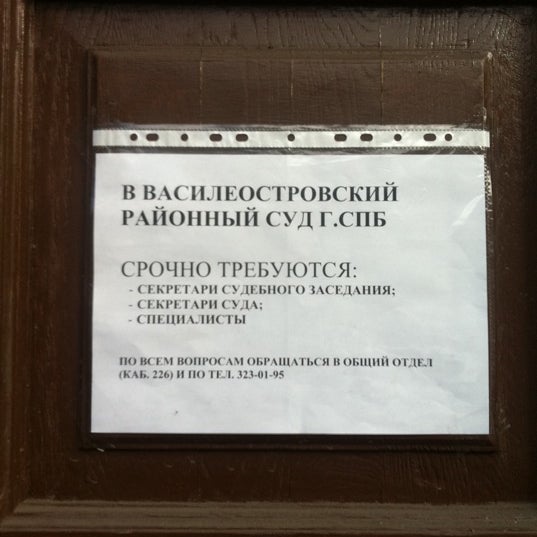 В ВАСИЛЕОСТРОВСКИЙ
РАЙОННЫЙ СУД Г.СПБ
СРОЧНО ТРЕБУЮТСЯ:
- СЕКРЕТАРИ СУДЕБНОГО ЗАСЕДАНИЯ;
- СЕКРЕТАРИ СУДА;
- СПЕЦИАЛИСТЫ
ПО ВСЕМ ВОПРОСАМ ОБРАЩАТЬСЯ В ОБЩИЙ ОТДЕЛ
(КАБ. 226) И ПО ТЕЛ. 323-01-95